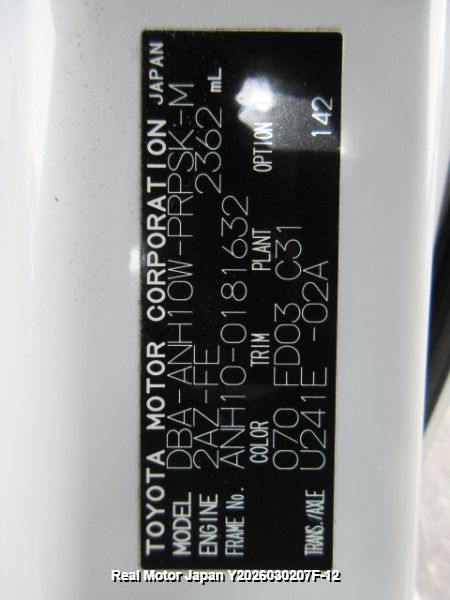 TOYOTA MOTOR CORPORATION JAPAN
MODEL DBA-ANH10W-PRPSK-M
ENGINE 2AZ-FE 2362 mL
FRAME No. ANH10-0181632
COLOR TRIM PLANT OPTION
070 FD03 C31 142
TRANS./AXLE U241E -02A
Real Motor Japan Y2026030207F-12